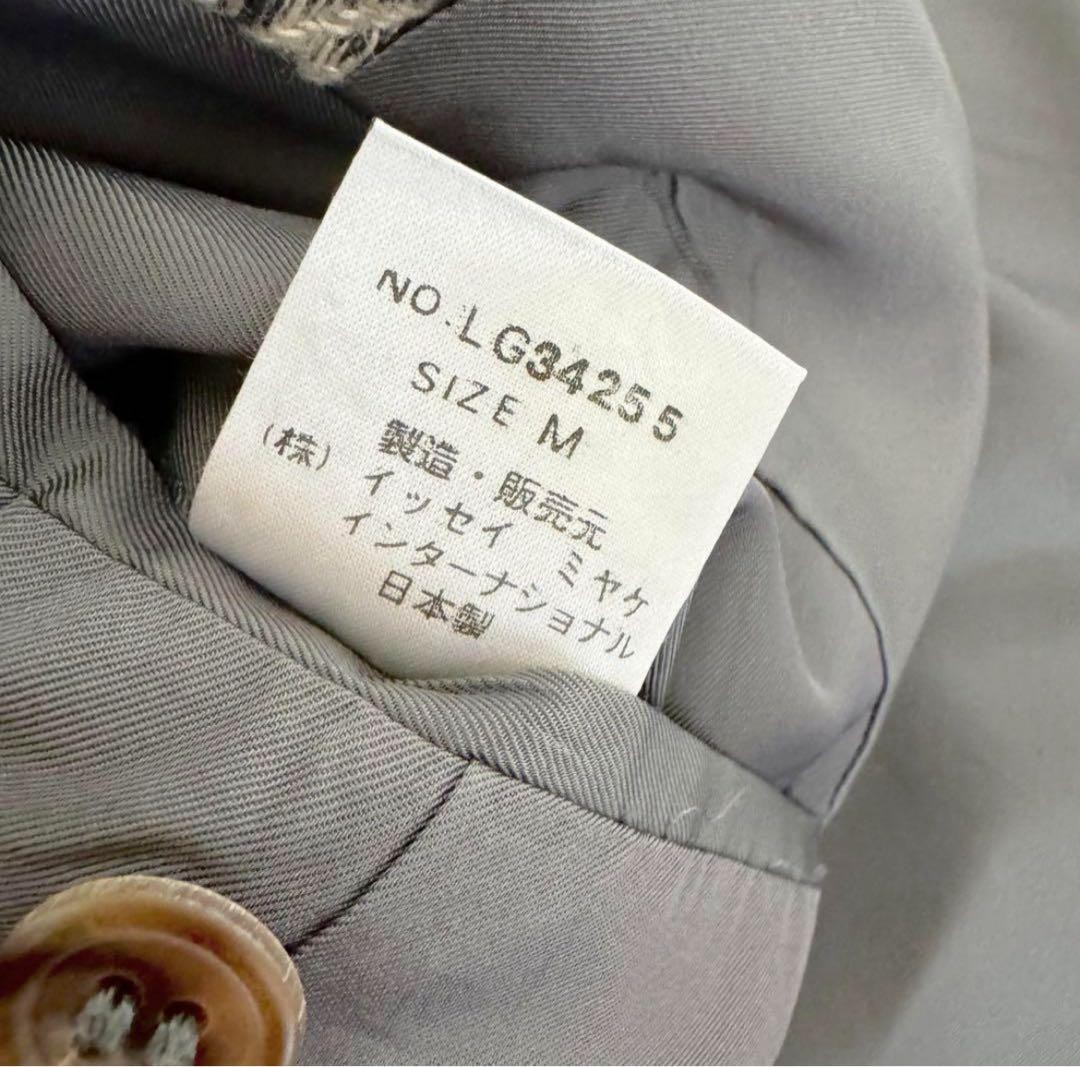 NO.LG34255
SIZE M
製造・販売元
(株) イッセイ ミヤケ
インターナショナル
日本製